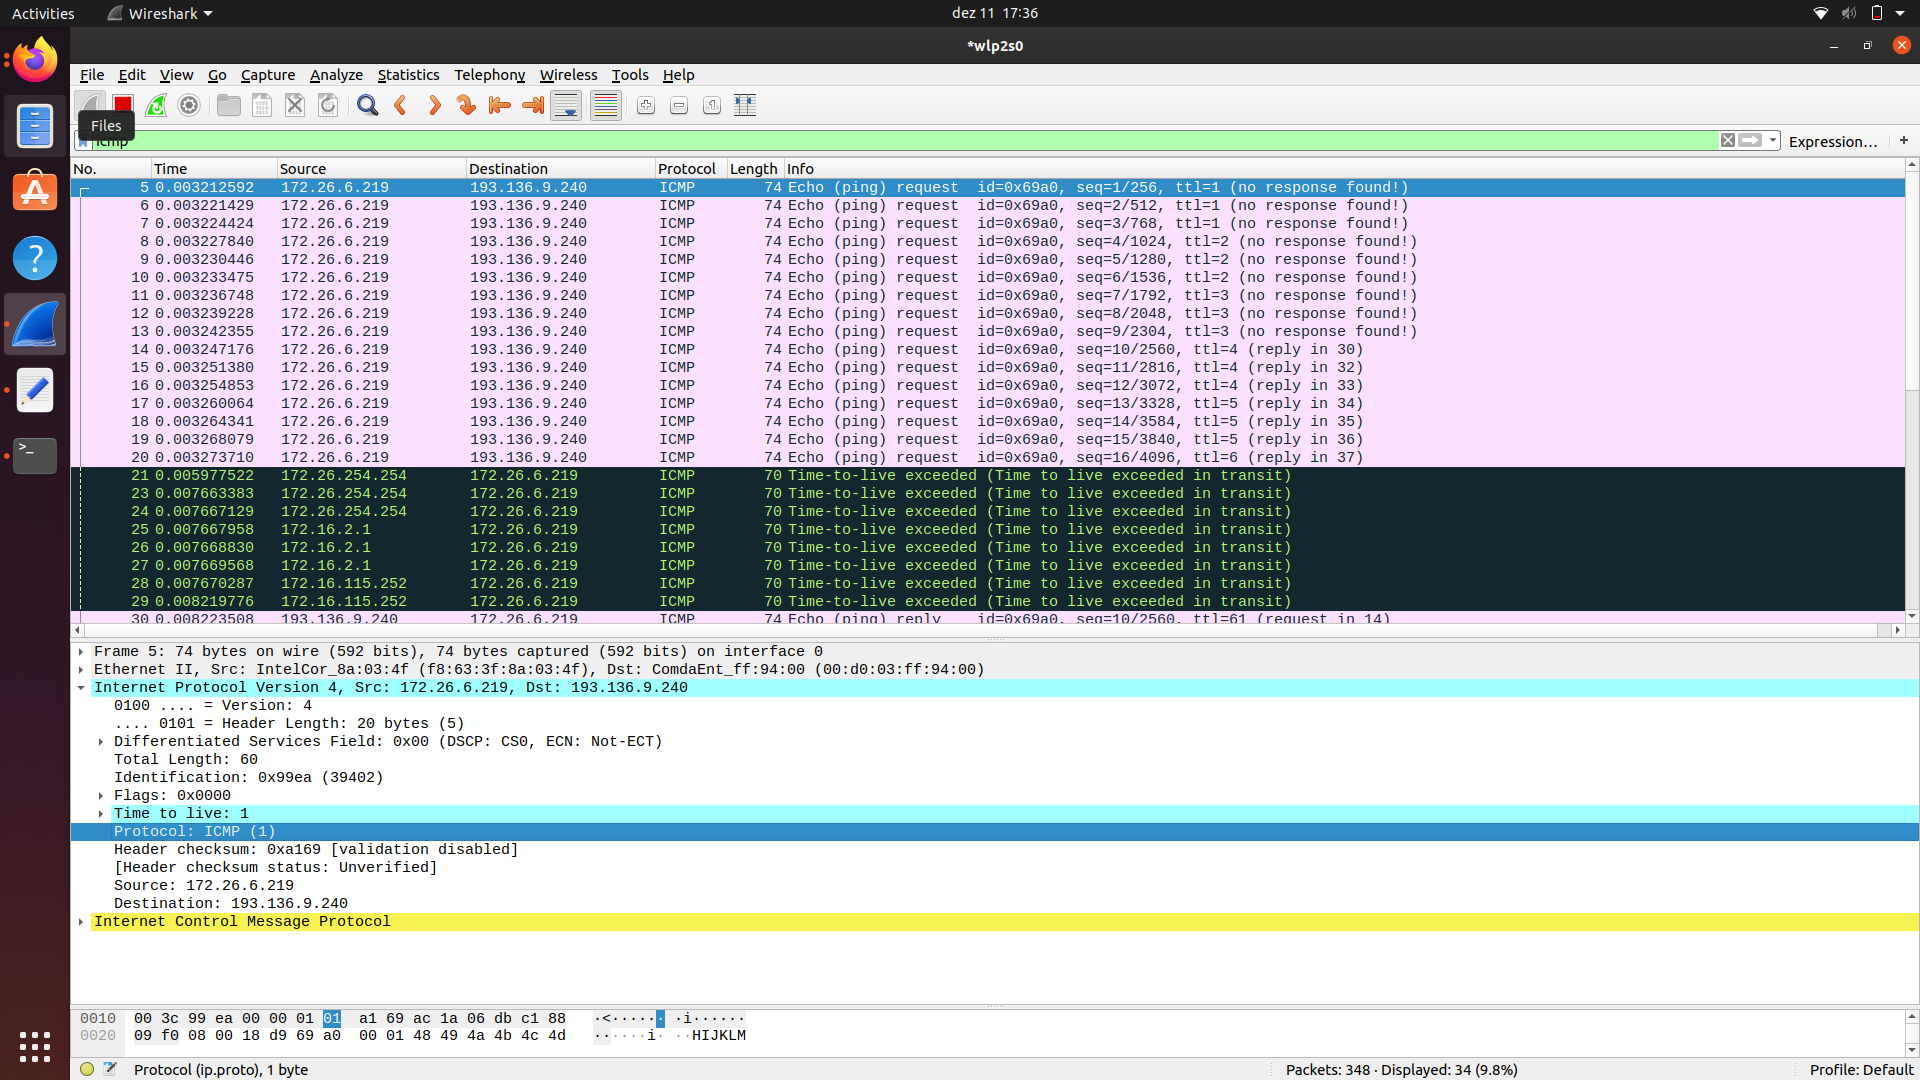 Activities Wireshark dez 11 17:36
*wlp2s0
File Edit View Go Capture Analyze Statistics Telephony Wireless Tools Help
Files
icmp Expression… +
No. Time Source Destination Protocol Length Info
5 0.003212592 172.26.6.219 193.136.9.240 ICMP 74 Echo (ping) request id=0x69a0, seq=1/256, ttl=1 (no response found!)
6 0.003221429 172.26.6.219 193.136.9.240 ICMP 74 Echo (ping) request id=0x69a0, seq=2/512, ttl=1 (no response found!)
7 0.003224424 172.26.6.219 193.136.9.240 ICMP 74 Echo (ping) request id=0x69a0, seq=3/768, ttl=1 (no response found!)
8 0.003227840 172.26.6.219 193.136.9.240 ICMP 74 Echo (ping) request id=0x69a0, seq=4/1024, ttl=2 (no response found!)
9 0.003230446 172.26.6.219 193.136.9.240 ICMP 74 Echo (ping) request id=0x69a0, seq=5/1280, ttl=2 (no response found!)
10 0.003233475 172.26.6.219 193.136.9.240 ICMP 74 Echo (ping) request id=0x69a0, seq=6/1536, ttl=2 (no response found!)
11 0.003236748 172.26.6.219 193.136.9.240 ICMP 74 Echo (ping) request id=0x69a0, seq=7/1792, ttl=3 (no response found!)
12 0.003239228 172.26.6.219 193.136.9.240 ICMP 74 Echo (ping) request id=0x69a0, seq=8/2048, ttl=3 (no response found!)
13 0.003242355 172.26.6.219 193.136.9.240 ICMP 74 Echo (ping) request id=0x69a0, seq=9/2304, ttl=3 (no response found!)
14 0.003247176 172.26.6.219 193.136.9.240 ICMP 74 Echo (ping) request id=0x69a0, seq=10/2560, ttl=4 (reply in 30)
15 0.003251380 172.26.6.219 193.136.9.240 ICMP 74 Echo (ping) request id=0x69a0, seq=11/2816, ttl=4 (reply in 32)
16 0.003254853 172.26.6.219 193.136.9.240 ICMP 74 Echo (ping) request id=0x69a0, seq=12/3072, ttl=4 (reply in 33)
17 0.003260064 172.26.6.219 193.136.9.240 ICMP 74 Echo (ping) request id=0x69a0, seq=13/3328, ttl=5 (reply in 34)
18 0.003264341 172.26.6.219 193.136.9.240 ICMP 74 Echo (ping) request id=0x69a0, seq=14/3584, ttl=5 (reply in 35)
19 0.003268079 172.26.6.219 193.136.9.240 ICMP 74 Echo (ping) request id=0x69a0, seq=15/3840, ttl=5 (reply in 36)
20 0.003273710 172.26.6.219 193.136.9.240 ICMP 74 Echo (ping) request id=0x69a0, seq=16/4096, ttl=6 (reply in 37)
21 0.005977522 172.26.254.254 172.26.6.219 ICMP 70 Time-to-live exceeded (Time to live exceeded in transit)
23 0.007663383 172.26.254.254 172.26.6.219 ICMP 70 Time-to-live exceeded (Time to live exceeded in transit)
24 0.007667129 172.26.254.254 172.26.6.219 ICMP 70 Time-to-live exceeded (Time to live exceeded in transit)
25 0.007667958 172.16.2.1 172.26.6.219 ICMP 70 Time-to-live exceeded (Time to live exceeded in transit)
26 0.007668830 172.16.2.1 172.26.6.219 ICMP 70 Time-to-live exceeded (Time to live exceeded in transit)
27 0.007669568 172.16.2.1 172.26.6.219 ICMP 70 Time-to-live exceeded (Time to live exceeded in transit)
28 0.007670287 172.16.115.252 172.26.6.219 ICMP 70 Time-to-live exceeded (Time to live exceeded in transit)
29 0.008219776 172.16.115.252 172.26.6.219 ICMP 70 Time-to-live exceeded (Time to live exceeded in transit)
30 0.008223508 193.136.9.240 172.26.6.219 ICMP 74 Echo (ping) reply id=0x69a0, seq=10/2560, ttl=61 (request in 14)
Frame 5: 74 bytes on wire (592 bits), 74 bytes captured (592 bits) on interface 0
Ethernet II, Src: IntelCor_8a:03:4f (f8:63:3f:8a:03:4f), Dst: ComdaEnt_ff:94:00 (00:d0:03:ff:94:00)
Internet Protocol Version 4, Src: 172.26.6.219, Dst: 193.136.9.240
0100 .... = Version: 4
.... 0101 = Header Length: 20 bytes (5)
Differentiated Services Field: 0x00 (DSCP: CS0, ECN: Not-ECT)
Total Length: 60
Identification: 0x99ea (39402)
Flags: 0x0000
Time to live: 1
Protocol: ICMP (1)
Header checksum: 0xa169 [validation disabled]
[Header checksum status: Unverified]
Source: 172.26.6.219
Destination: 193.136.9.240
Internet Control Message Protocol
0010 00 3c 99 ea 00 00 01 01 a1 69 ac 1a 06 db c1 88 ·<······ ·i······
0020 09 f0 08 00 18 d9 69 a0 00 01 48 49 4a 4b 4c 4d ······i· ··HIJKLM
Protocol (ip.proto), 1 byte Packets: 348 · Displayed: 34 (9.8%) Profile: Default